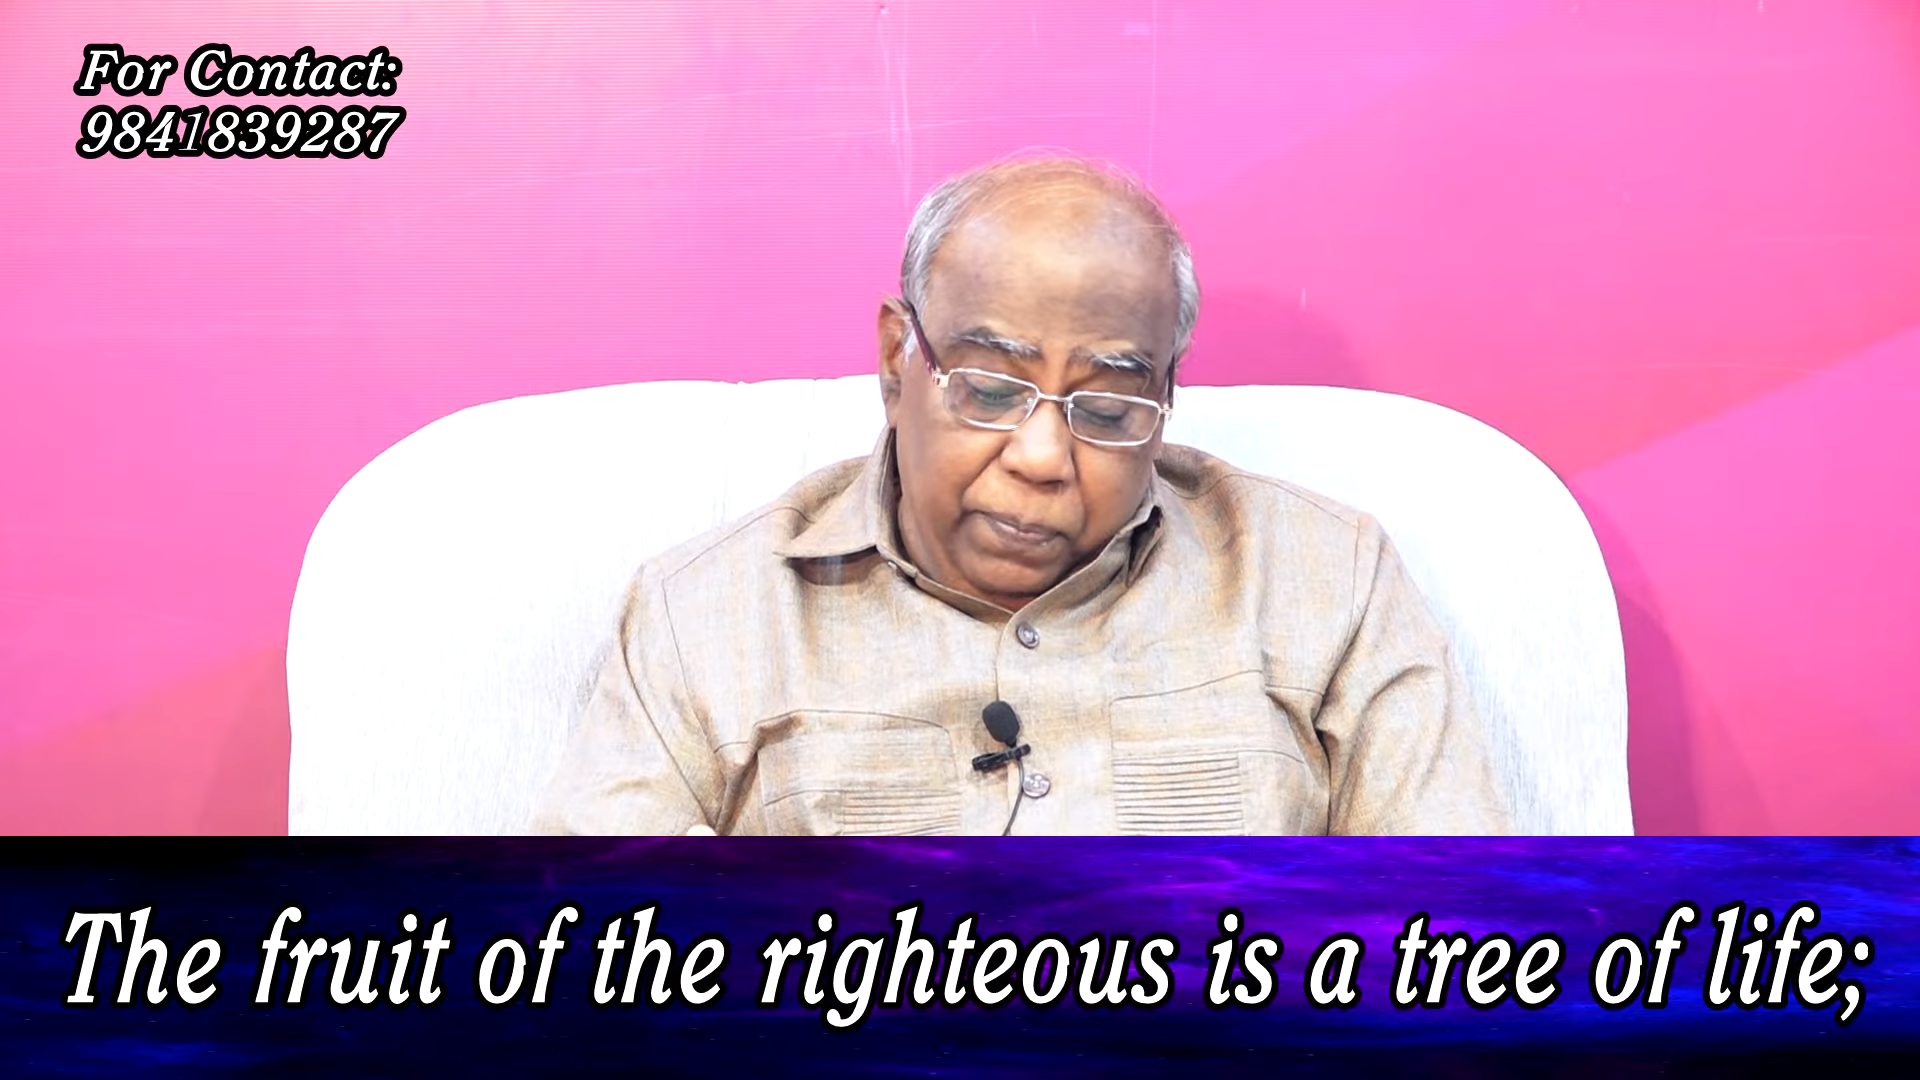 For Contact:
9841839287
The fruit of the righteous is a tree of life;